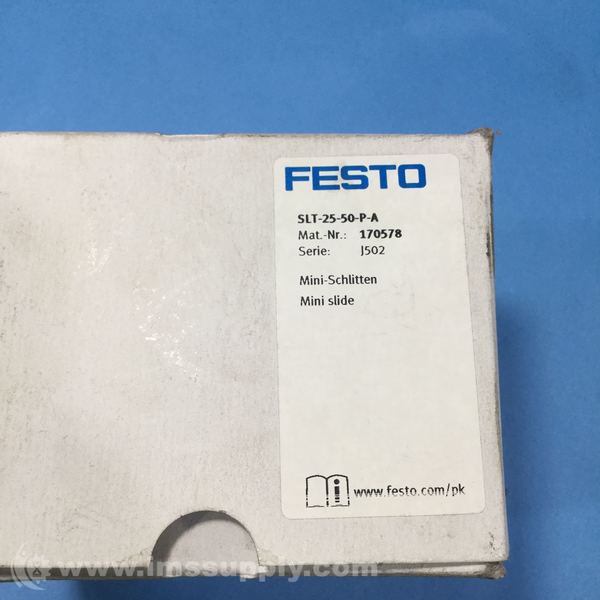 FESTO
SLT-25-50-P-A
Mat.-Nr.: 170578
Serie: J502
Mini-Schlitten
Mini slide
www.festo.com/pk
www.imssupply.com